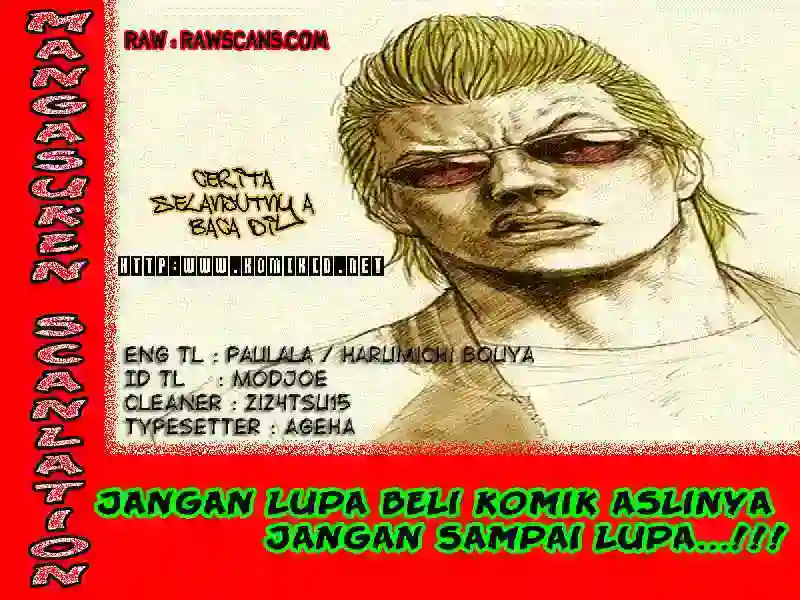 MANGASUKEN SCANLATION
RAW : RAWSCANS.COM
CERITA
SELANJUTNYA
BACA DI
HTTP:WWW.KOMIKID.NET
ENG TL : PAULALA / HARUMICHI BOUYA
ID TL : MODJOE
CLEANER : ZIZ4TSU15
TYPESETTER : AGEHA
JANGAN LUPA BELI KOMIK ASLINYA
JANGAN SAMPAI LUPA...!!!